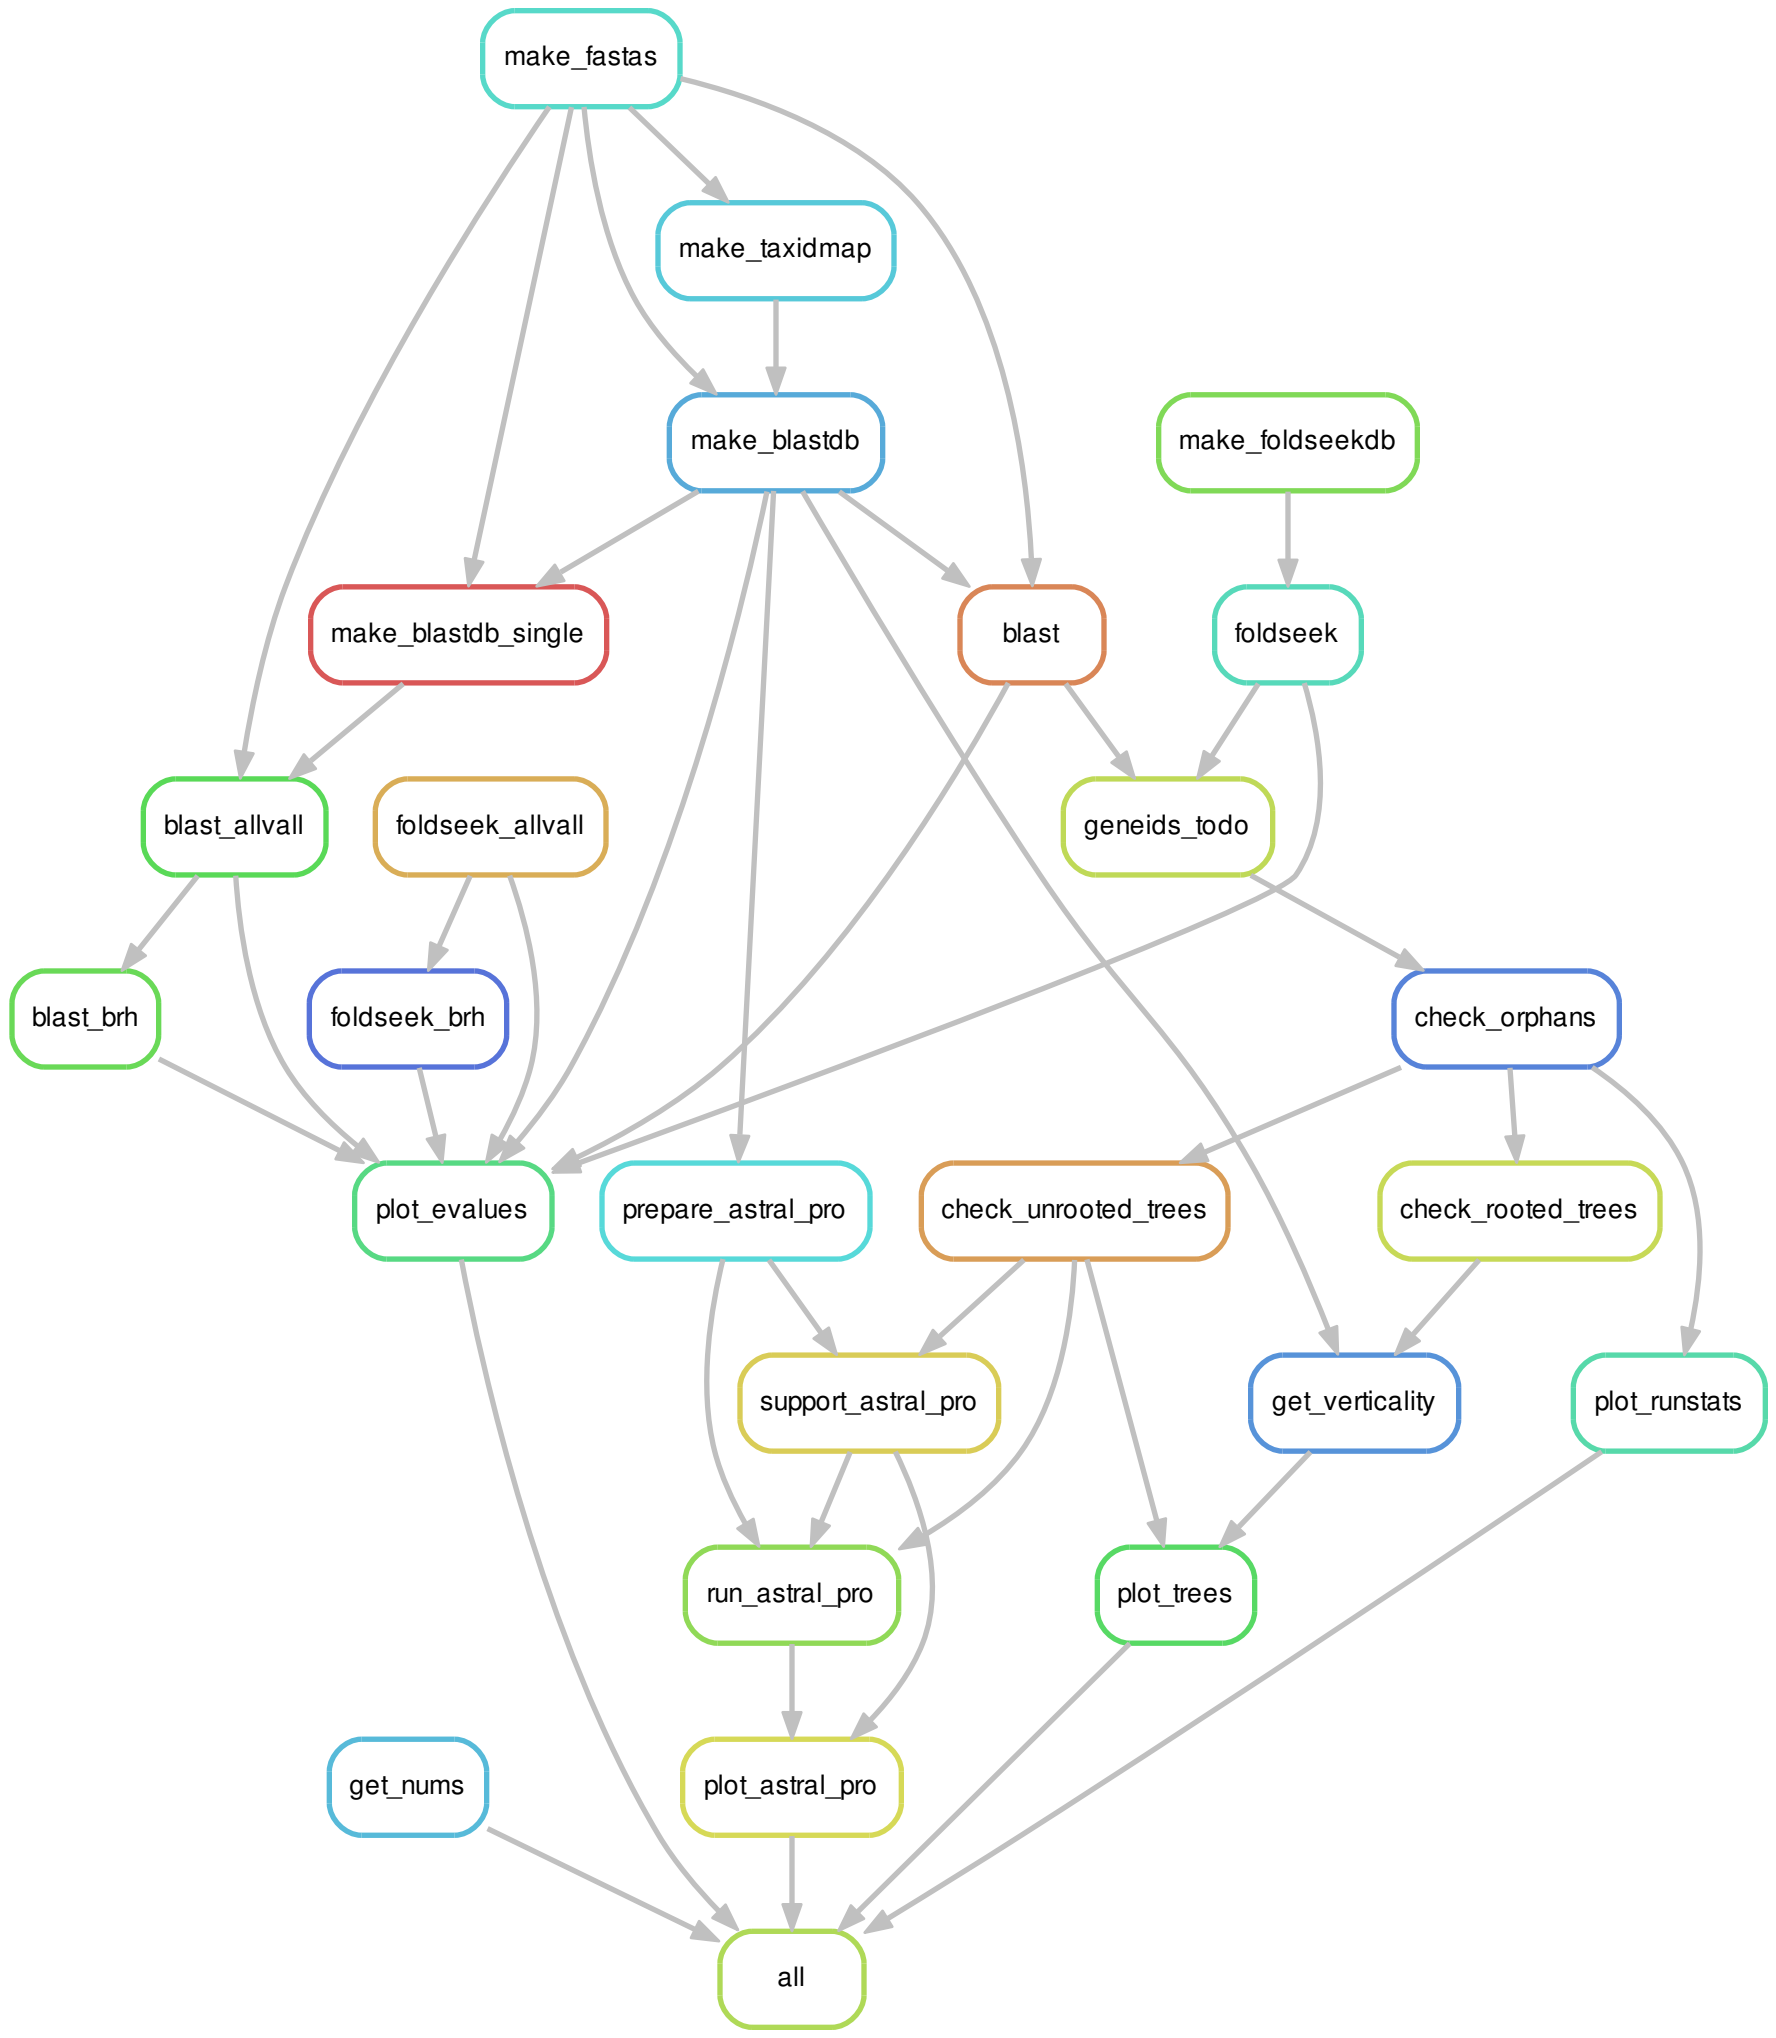 make_fastas
make_taxidmap
make_blastdb
make_foldseekdb
make_blastdb_single
blast
foldseek
blast_allvall
foldseek_allvall
geneids_todo
blast_brh
foldseek_brh
check_orphans
plot_evalues
prepare_astral_pro
check_unrooted_trees
check_rooted_trees
support_astral_pro
get_verticality
plot_runstats
run_astral_pro
plot_trees
get_nums
plot_astral_pro
all